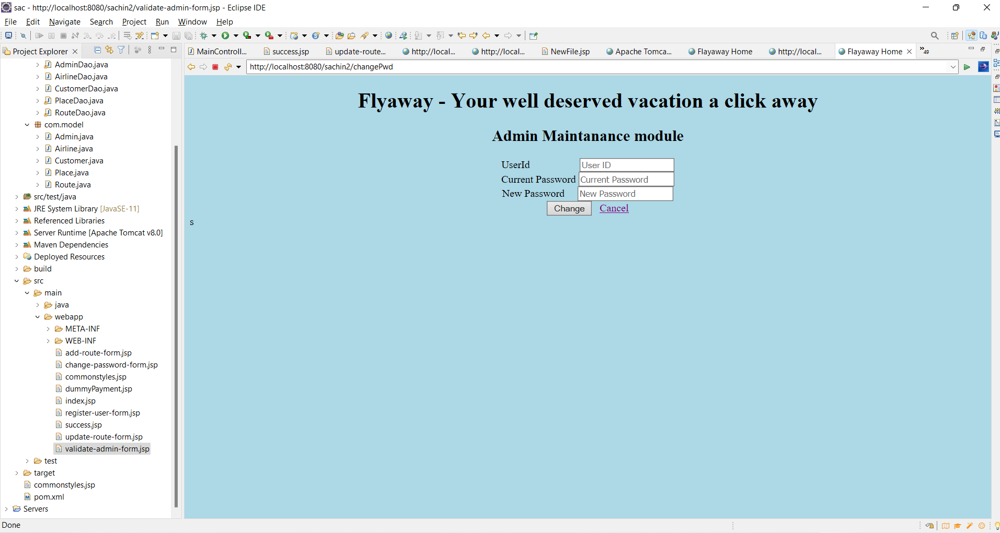 sac - http://localhost:8080/sachin2/validate-admin-form.jsp - Eclipse IDE
File Edit Navigate Search Project Run Window Help
Project Explorer
MainControll... success.jsp update-route... http://local... http://local... NewFile.jsp Apache Tomca... Flayaway Home http://local... Flayaway Home 49
http://localhost:8080/sachin2/changePwd
AdminDao.java
AirlineDao.java
CustomerDao.java
PlaceDao.java
RouteDao.java
com.model
Admin.java
Airline.java
Customer.java
Place.java
Route.java
src/test/java
JRE System Library [JavaSE-11]
Referenced Libraries
Server Runtime [Apache Tomcat v8.0]
Maven Dependencies
Deployed Resources
build
src
main
java
webapp
META-INF
WEB-INF
add-route-form.jsp
change-password-form.jsp
commonstyles.jsp
dummyPayment.jsp
index.jsp
register-user-form.jsp
success.jsp
update-route-form.jsp
validate-admin-form.jsp
test
target
commonstyles.jsp
pom.xml
Servers
Flyaway - Your well deserved vacation a click away
Admin Maintanance module
UserId User ID
Current Password Current Password
New Password New Password
Change Cancel
s
Done